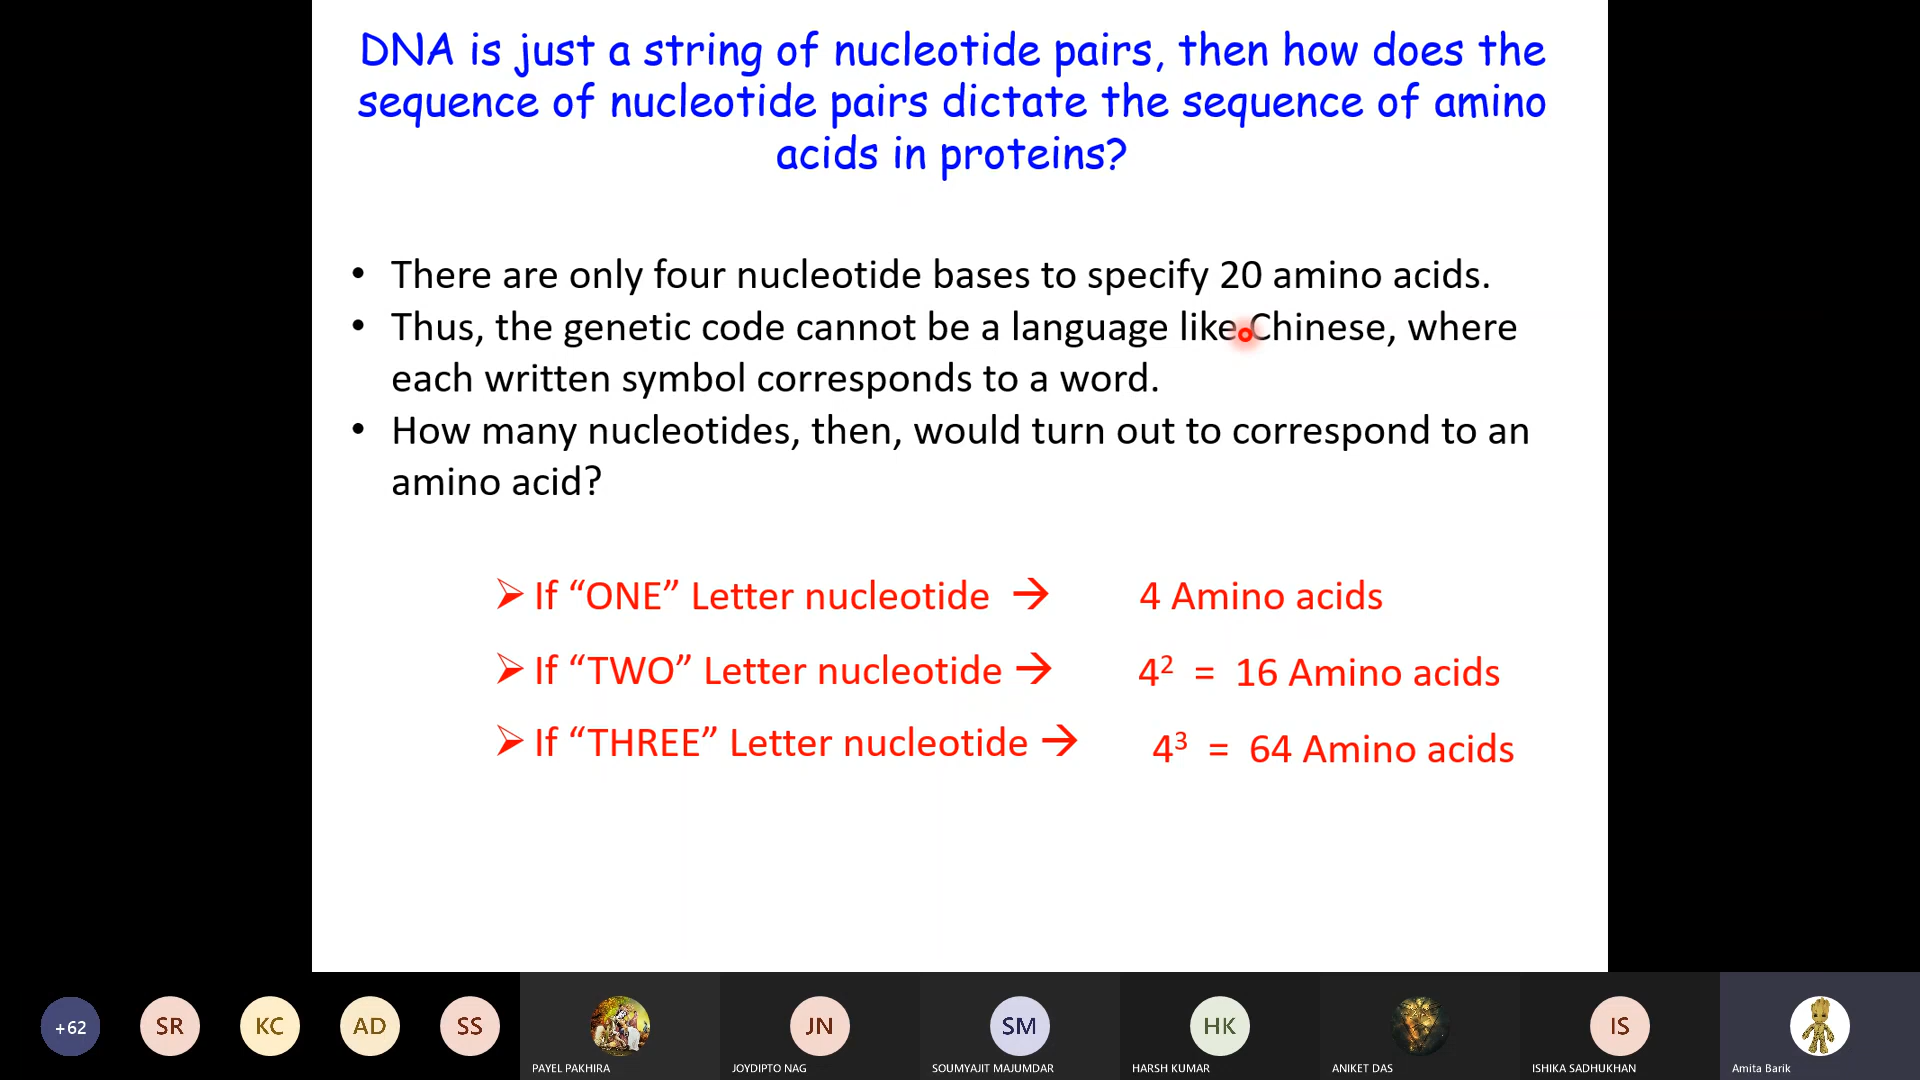 DNA is just a string of nucleotide pairs, then how does the
sequence of nucleotide pairs dictate the sequence of amino
acids in proteins?
• There are only four nucleotide bases to specify 20 amino acids.
• Thus, the genetic code cannot be a language like Chinese, where
each written symbol corresponds to a word.
• How many nucleotides, then, would turn out to correspond to an
amino acid?
➢ If “ONE” Letter nucleotide → 4 Amino acids
➢ If “TWO” Letter nucleotide → 4² = 16 Amino acids
➢ If “THREE” Letter nucleotide → 4³ = 64 Amino acids
+62 SR KC AD SS JN SM HK IS
PAYEL PAKHIRA JOYDIPTO NAG SOUMYAJIT MAJUMDAR HARSH KUMAR ANIKET DAS ISHIKA SADHUKHAN Amita Barik